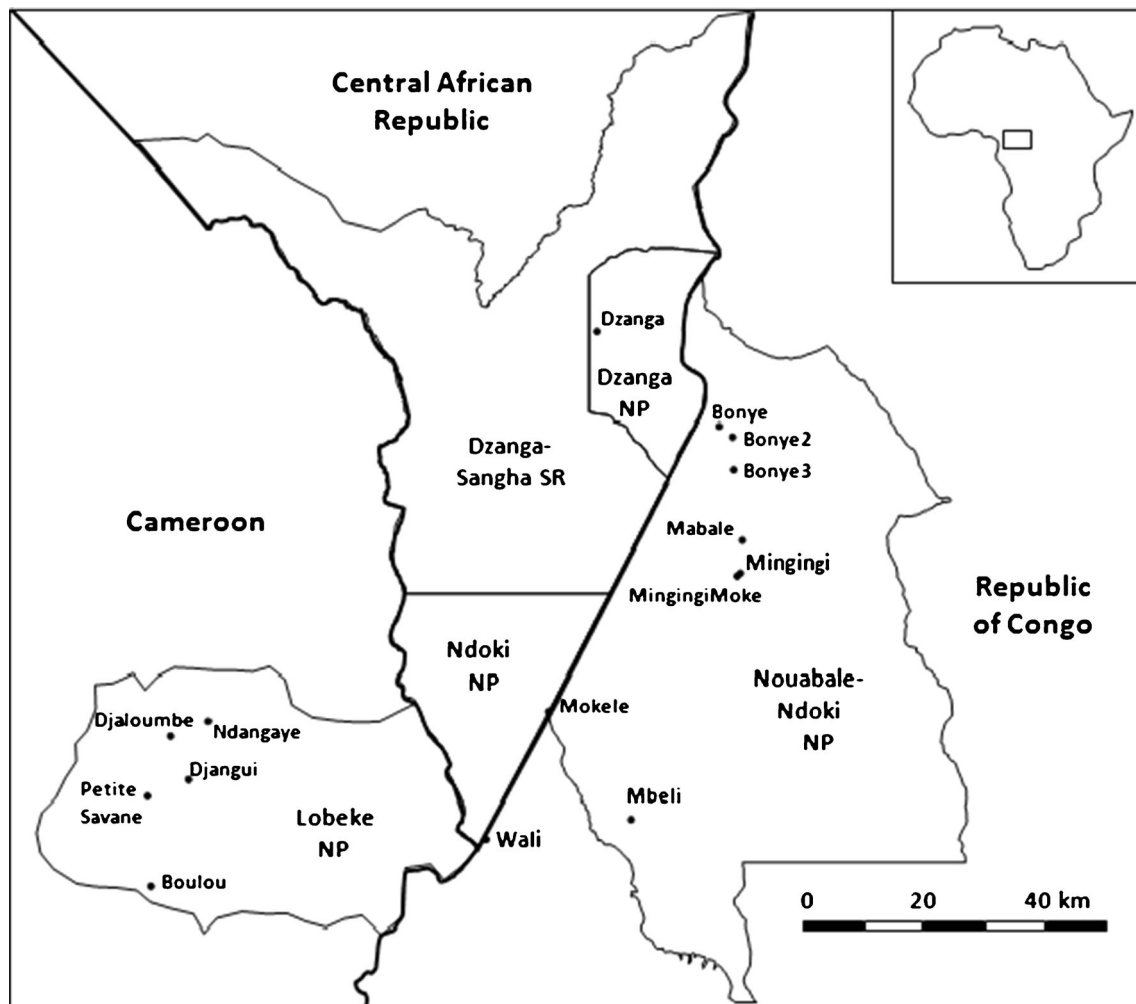 Central African
Republic
Dzanga
Dzanga
NP
Bonye
Bonye2
Bonye3
Dzanga-
Sangha SR
Cameroon
Mabale
Mingingi
MingingiMoke
Republic
of Congo
Ndoki
NP
Nouabale-
Ndoki
NP
Mokele
Djaloumbe
Ndangaye
Djangui
Petite
Savane
Lobeke
NP
Mbeli
Wali
Boulou
0 20 40 km